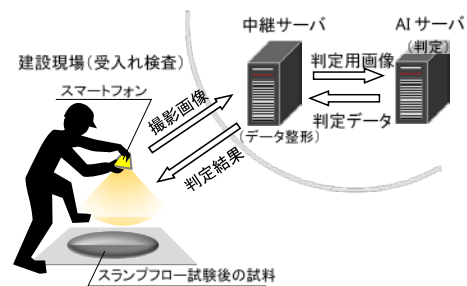 建設現場（受入れ検査）
スマートフォン
撮影画像
判定結果
中継サーバ
(データ整形)
判定用画像
判定データ
AIサーバ
(判定)
スランプフロー試験後の試料